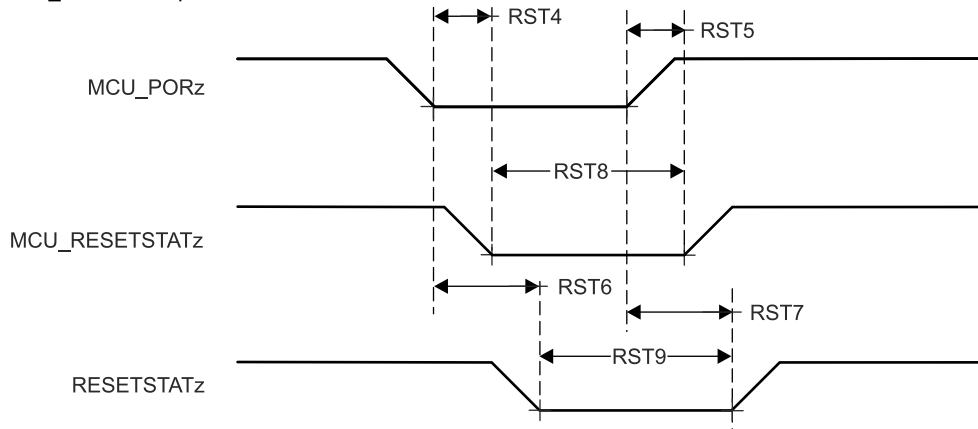 RST4
RST5
MCU_PORz
RST8
MCU_RESETSTATz
RST6
RST7
RST9
RESETSTATz